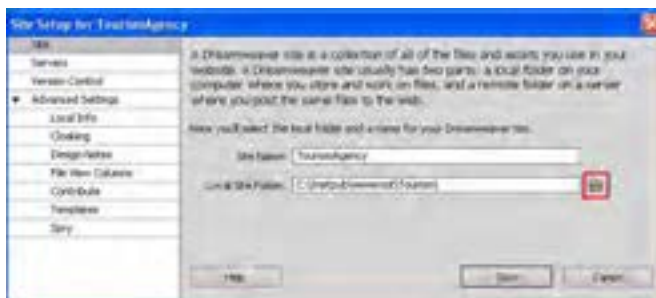 Site Setup for TourismAgency
Site
Servers
Version Control
Advanced Settings
Local Info
Cloaking
Design Notes
File View Columns
Contribute
Templates
Spry
A Dreamweaver site is a collection of all of the files and assets you use in your
website. A Dreamweaver site usually has two parts: a local folder on your
computer where you store and work on files, and a remote folder on a server
where you post the same files to the web.
Here you'll select the local folder and a name for your Dreamweaver site.
Site Name: TourismAgency
Local Site Folder: C:\Inetpub\wwwroot\Tourism\
Help
Save
Cancel